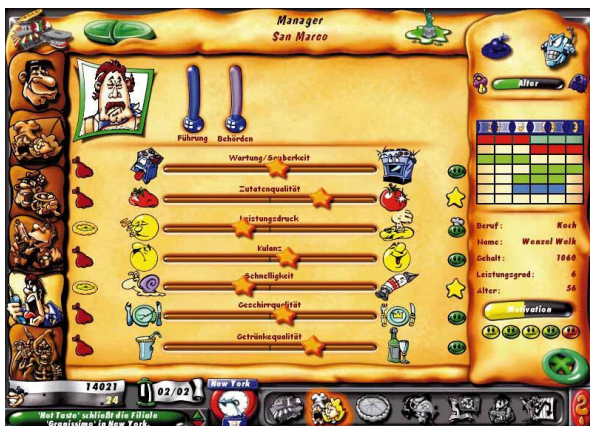 Manager
San Marco
Alter
Führung Behörden
Wartung/Sauberkeit
Zutatenqualität
Leistungsdruck
Kulanz
Schnelligkeit
Geschirrqualität
Getränkequalität
Beruf: Koch
Name: Wenzel Walk
Gehalt: 1060
Leistungsgrad: 6
Alter: 56
Motivation
14021
.24
02/02
New York
'Hot Taste' schließt die Filiale
'Granissimo' in New York.